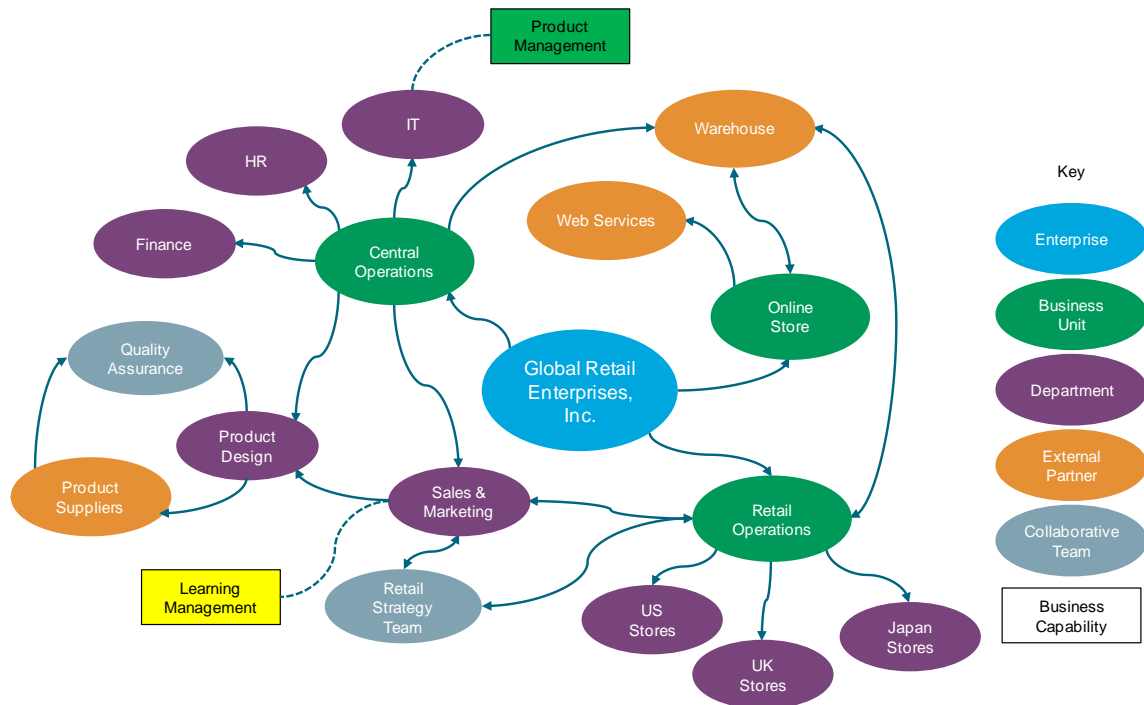 Product
Management
IT
Warehouse
HR
Key
Web Services
Enterprise
Finance
Central
Operations
Online
Store
Business
Unit
Quality
Assurance
Global Retail
Enterprises,
Inc.
Department
Product
Design
Product
Suppliers
Sales &
Marketing
External
Partner
Retail
Operations
Collaborative
Team
Learning
Management
Retail
Strategy
Team
US
Stores
Japan
Stores
Business
Capability
UK
Stores